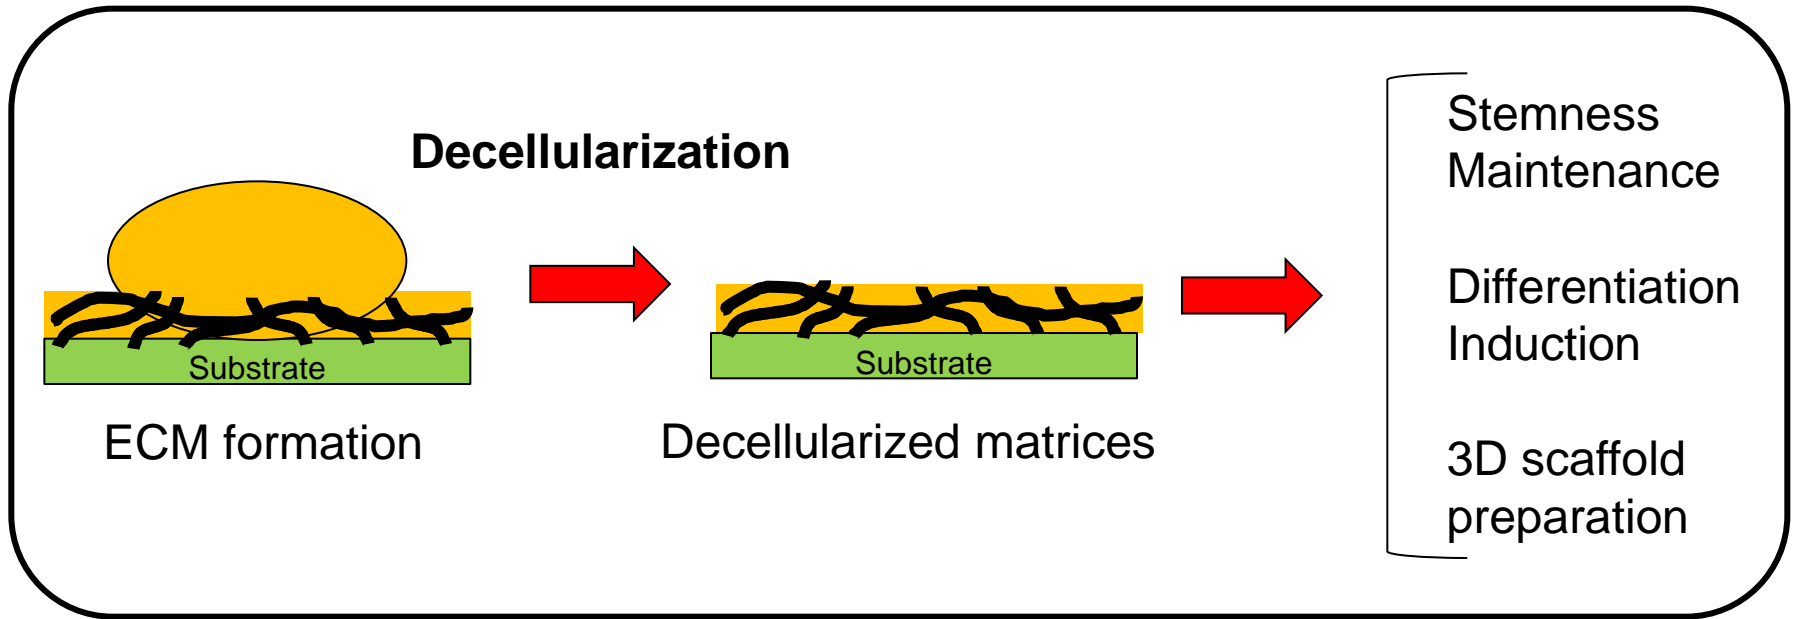 Decellularization
Substrate
ECM formation
Substrate
Decellularized matrices
Stemness
Maintenance
Differentiation
Induction
3D scaffold
preparation